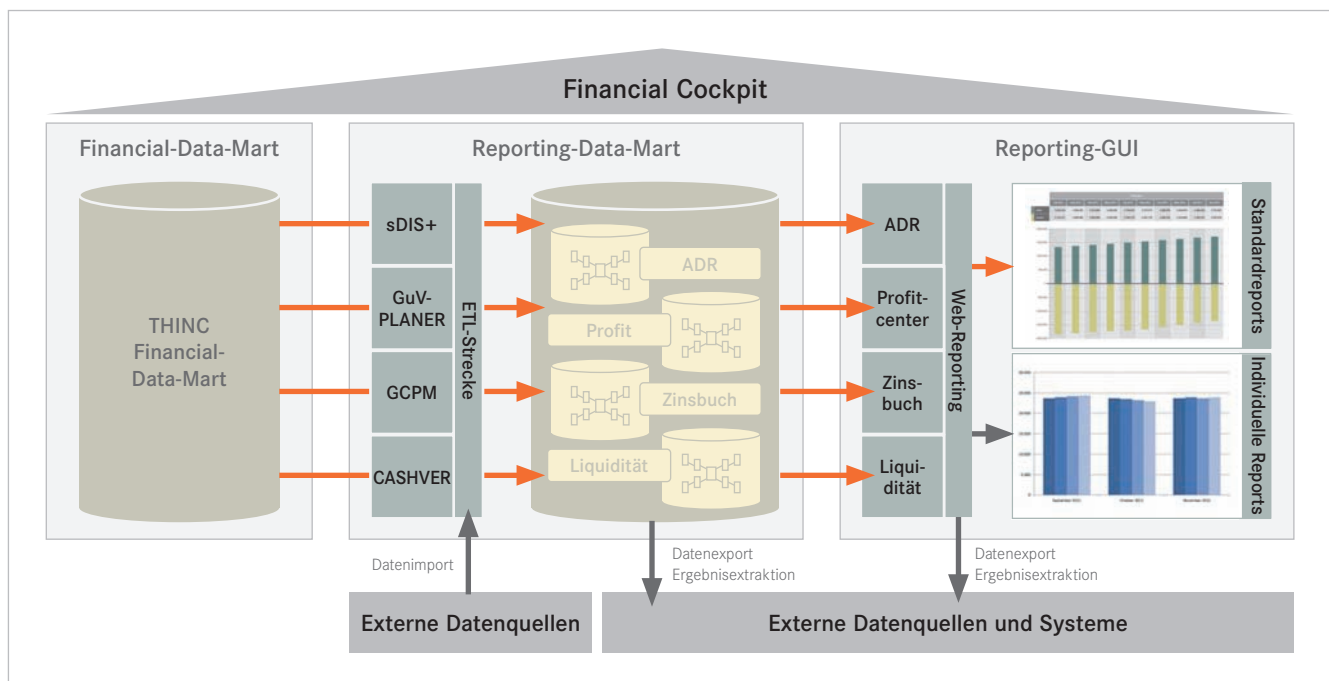 Financial Cockpit
Financial-Data-Mart
Reporting-Data-Mart
Reporting-GUI
THINC
Financial-
Data-Mart
sDIS+
GuV-
PLANER
GCPM
CASHVER
ETL-Strecke
ADR
Profit
Zinsbuch
Liquidität
ADR
Profit-
center
Zins-
buch
Liqui-
dität
Web-Reporting
Standardreports
Individuelle Reports
Datenimport
Datenexport
Ergebnisextraktion
Datenexport
Ergebnisextraktion
Externe Datenquellen
Externe Datenquellen und Systeme